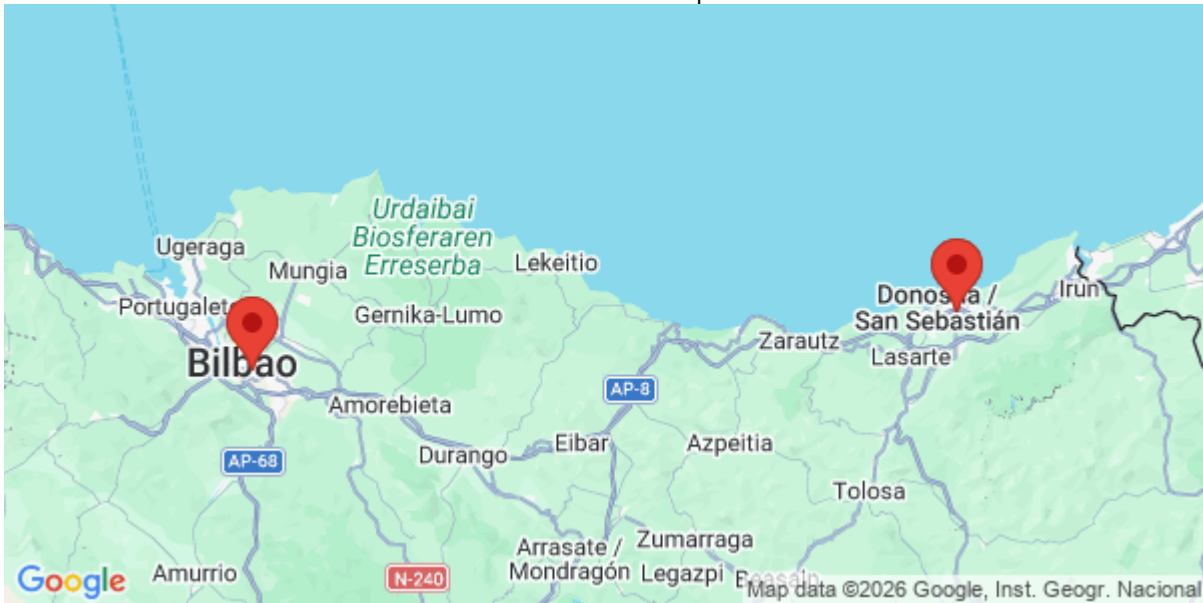 Urdaibai
Biosferaren
Erreserba
Ugeraga
Mungia
Lekeitio
Portugalete
Gernika-Lumo
Bilbao
Donostia /
San Sebastián
Irun
Zarautz
Lasarte
AP-8
Amorebieta
Durango
Eibar
Azpeitia
AP-68
Tolosa
Arrasate /
Mondragón
Zumarraga
Legazpi
Beasain
Amurrio
N-240
Google
Map data ©2026 Google, Inst. Geogr. Nacional